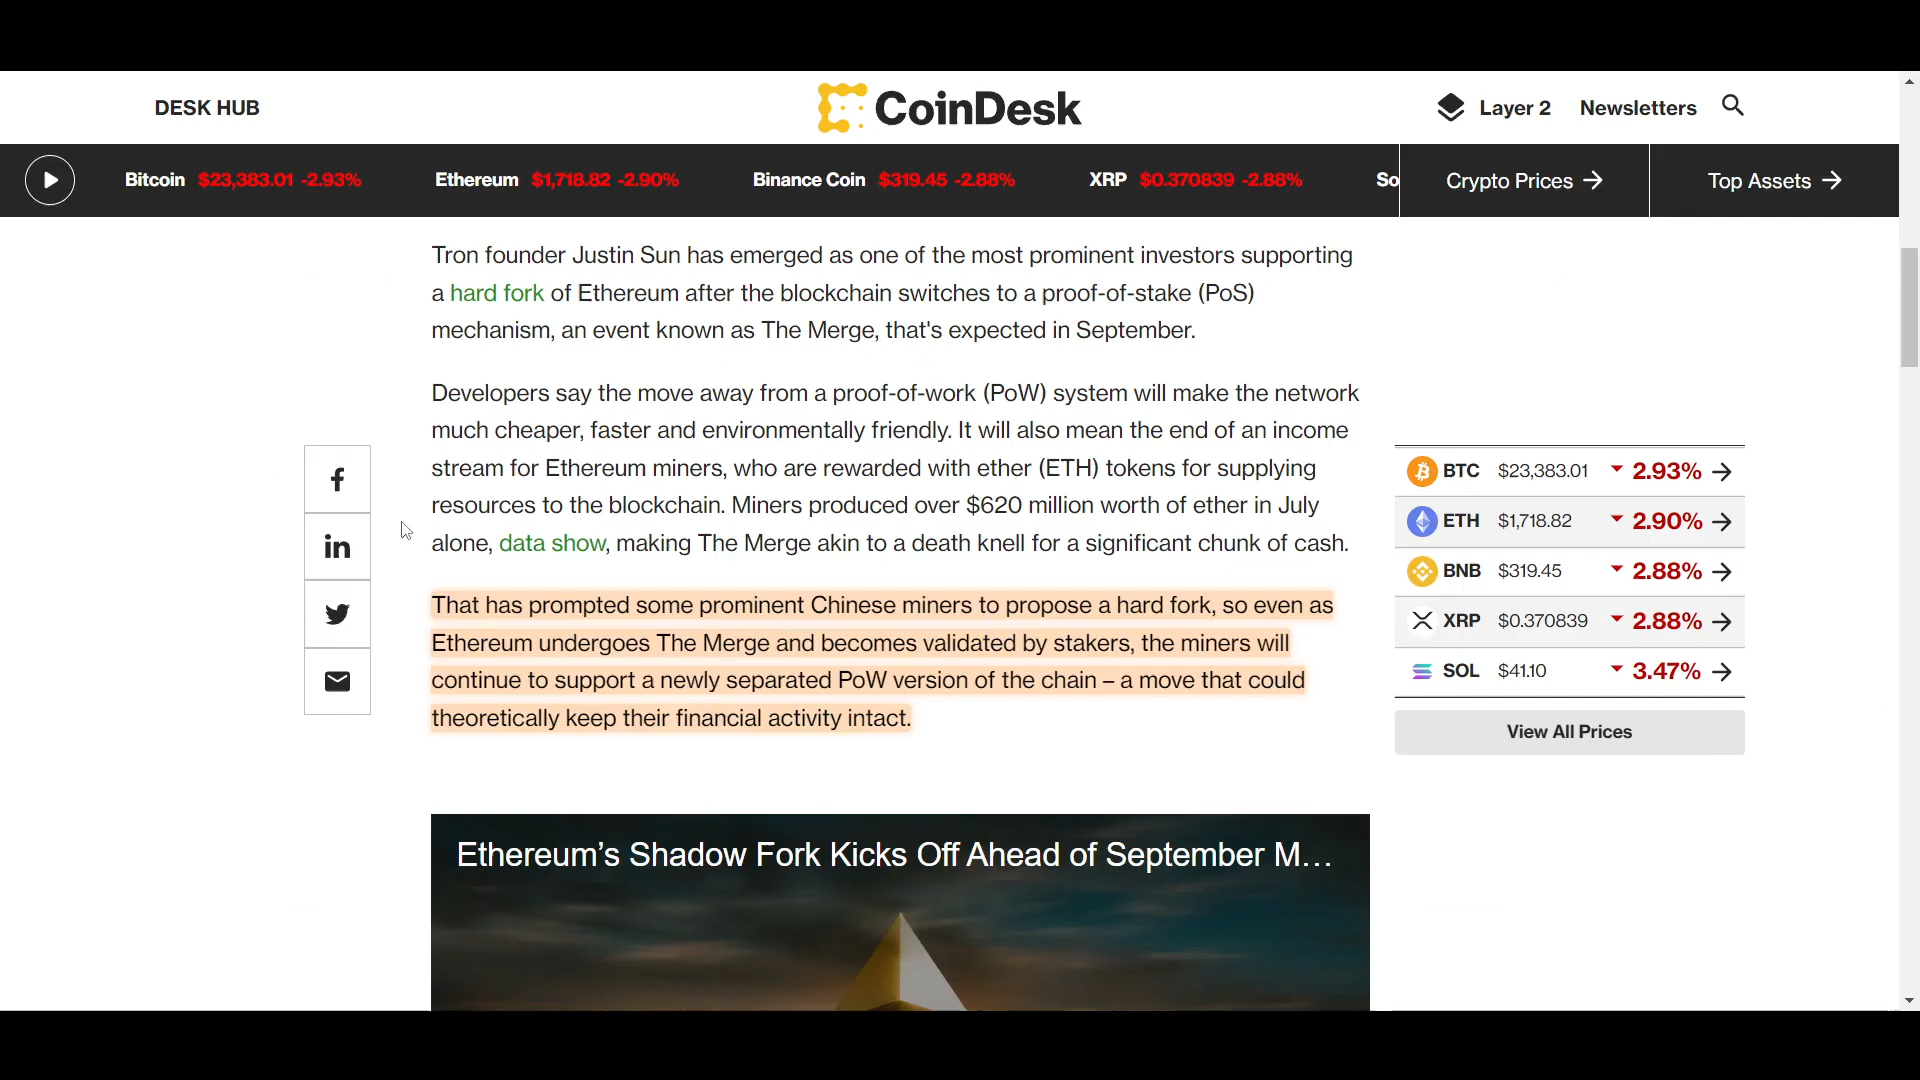 DESK HUB
CoinDesk
Layer 2 Newsletters
Bitcoin $23,383.01 -2.93% Ethereum $1,718.82 -2.90% Binance Coin $319.45 -2.88% XRP $0.370839 -2.88% So Crypto Prices → Top Assets →
Tron founder Justin Sun has emerged as one of the most prominent investors supporting
a hard fork of Ethereum after the blockchain switches to a proof-of-stake (PoS)
mechanism, an event known as The Merge, that's expected in September.
Developers say the move away from a proof-of-work (PoW) system will make the network
much cheaper, faster and environmentally friendly. It will also mean the end of an income
stream for Ethereum miners, who are rewarded with ether (ETH) tokens for supplying
resources to the blockchain. Miners produced over $620 million worth of ether in July
alone, data show, making The Merge akin to a death knell for a significant chunk of cash.
That has prompted some prominent Chinese miners to propose a hard fork, so even as
Ethereum undergoes The Merge and becomes validated by stakers, the miners will
continue to support a newly separated PoW version of the chain – a move that could
theoretically keep their financial activity intact.
BTC $23,383.01 2.93% →
ETH $1,718.82 2.90% →
BNB $319.45 2.88% →
XRP $0.370839 2.88% →
SOL $41.10 3.47% →
View All Prices
Ethereum’s Shadow Fork Kicks Off Ahead of September M…